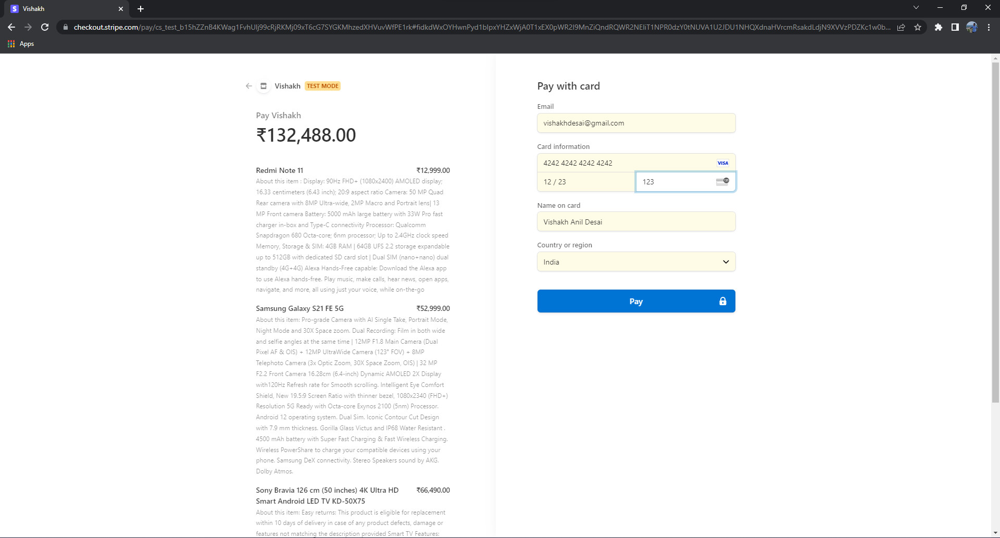 Vishakh
checkout.stripe.com/pay/cs_test_b15hZZnB4KWag1FvhUIj99cRjRKMj09xT6cG7SYGKMhzedXHVuvWfPE1rk#fidkdWxOYHwnPyd1blpxYHZxWjA0T1xEX0pWR2I9MnZiQndRQWR2NEliT1NPR0dzY0tNUVA1U2JDU1NHQXdnaHVrcmRsakdLdjN9XVVzPDZKc1w0b...
Apps
Vishakh TEST MODE
Pay Vishakh
₹132,488.00
Redmi Note 11 ₹12,999.00
About this item : Display: 90Hz FHD+ (1080x2400) AMOLED display;
16.33 centimeters (6.43 inch); 20:9 aspect ratio Camera: 50 MP Quad
Rear camera with 8MP Ultra-wide, 2MP Macro and Portrait lens| 13
MP Front camera Battery: 5000 mAh large battery with 33W Pro fast
charger in-box and Type-C connectivity Processor: Qualcomm
Snapdragon 680 Octa-core; 6nm processor; Up to 2.4GHz clock speed
Memory, Storage & SIM: 4GB RAM | 64GB UFS 2.2 storage expandable
up to 512GB with dedicated SD card slot | Dual SIM (nano+nano) dual
standby (4G+4G) Alexa Hands-Free capable: Download the Alexa app
to use Alexa hands-free. Play music, make calls, hear news, open apps,
navigate, and more, all using just your voice, while on-the-go
Samsung Galaxy S21 FE 5G ₹52,999.00
About this item: Pro-grade Camera with AI Single Take, Portrait Mode,
Night Mode and 30X Space zoom. Dual Recording: Film in both wide
and selfie angles at the same time | 12MP F1.8 Main Camera (Dual
Pixel AF & OIS) + 12MP UltraWide Camera (123° FOV) + 8MP
Telephoto Camera (3x Optic Zoom, 30X Space Zoom, OIS) | 32 MP
F2.2 Front Camera 16.28cm (6.4-inch) Dynamic AMOLED 2X Display
with120Hz Refresh rate for Smooth scrolling. Intelligent Eye Comfort
Shield, New 19.5:9 Screen Ratio with thinner bezel, 1080x2340 (FHD+)
Resolution 5G Ready with Octa-core Exynos 2100 (5nm) Processor.
Android 12 operating system. Dual Sim. Iconic Contour Cut Design
with 7.9 mm thickness. Gorilla Glass Victus and IP68 Water Resistant .
4500 mAh battery with Super Fast Charging & Fast Wireless Charging.
Wireless PowerShare to charge your compatible devices using your
phone. Samsung DeX connectivity. Stereo Speakers sound by AKG.
Dolby Atmos.
Sony Bravia 126 cm (50 inches) 4K Ultra HD ₹66,490.00
Smart Android LED TV KD-50X75
About this item: Easy returns: This product is eligible for replacement
within 10 days of delivery in case of any product defects, damage or
features not matching the description provided Smart TV Features:
Pay with card
Email
vishakhdesai@gmail.com
Card information
4242 4242 4242 4242 VISA
12 / 23 123 135
Name on card
Vishakh Anil Desai
Country or region
India
Pay